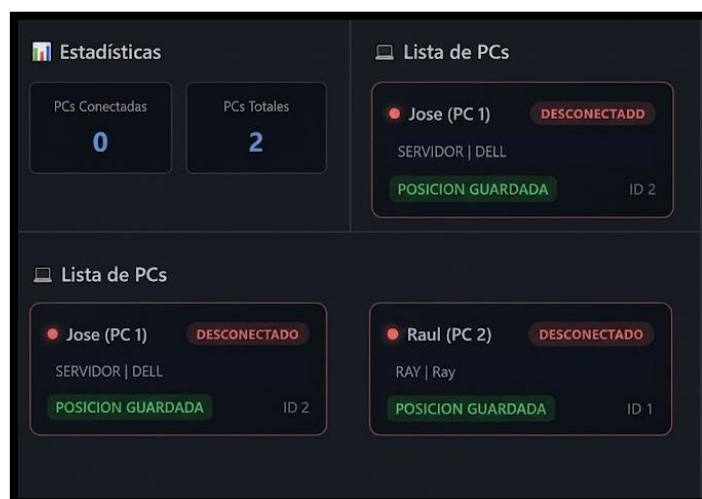 Estadísticas
PCs Conectadas
0
PCs Totales
2
Lista de PCs
Jose (PC 1)
DESCONECTADD
SERVIDOR | DELL
POSICION GUARDADA
ID 2
Lista de PCs
Jose (PC 1)
DESCONECTADO
SERVIDOR | DELL
POSICION GUARDADA
ID 2
Raul (PC 2)
DESCONECTADO
RAY | Ray
POSICION GUARDADA
ID 1